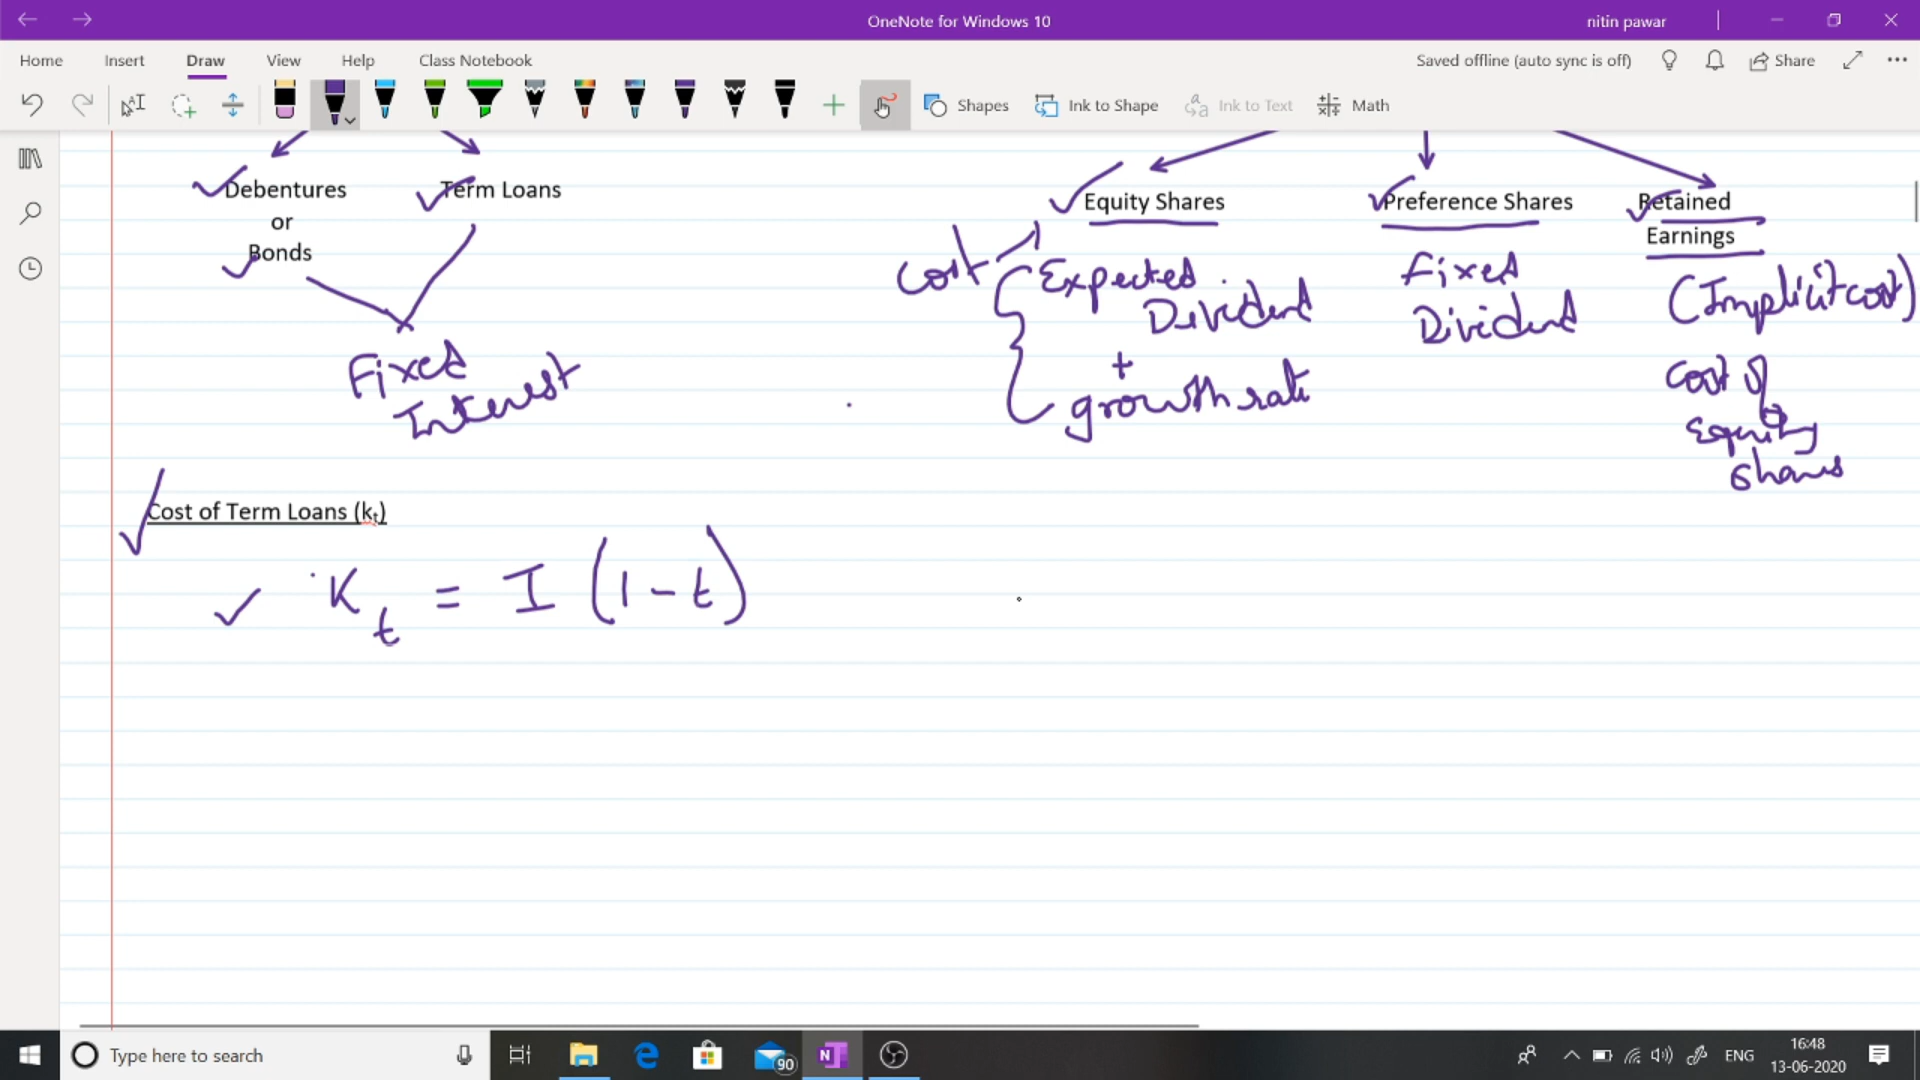 OneNote for Windows 10
nitin pawar
Home Insert Draw View Help Class Notebook
Saved offline (auto sync is off) Share
Shapes Ink to Shape Ink to Text Math
Debentures
or
Bonds
Term Loans
Fixed
Interest
Equity Shares
Cost
Expected
Dividend
+
growth rate
Preference Shares
Fixed
Dividend
Retained
Earnings
(Implicit cost)
Cost of
Equity
Shares
Cost of Term Loans (kt)
Kt = I (1 - t)
Type here to search
90
ENG
16:48
13-06-2020